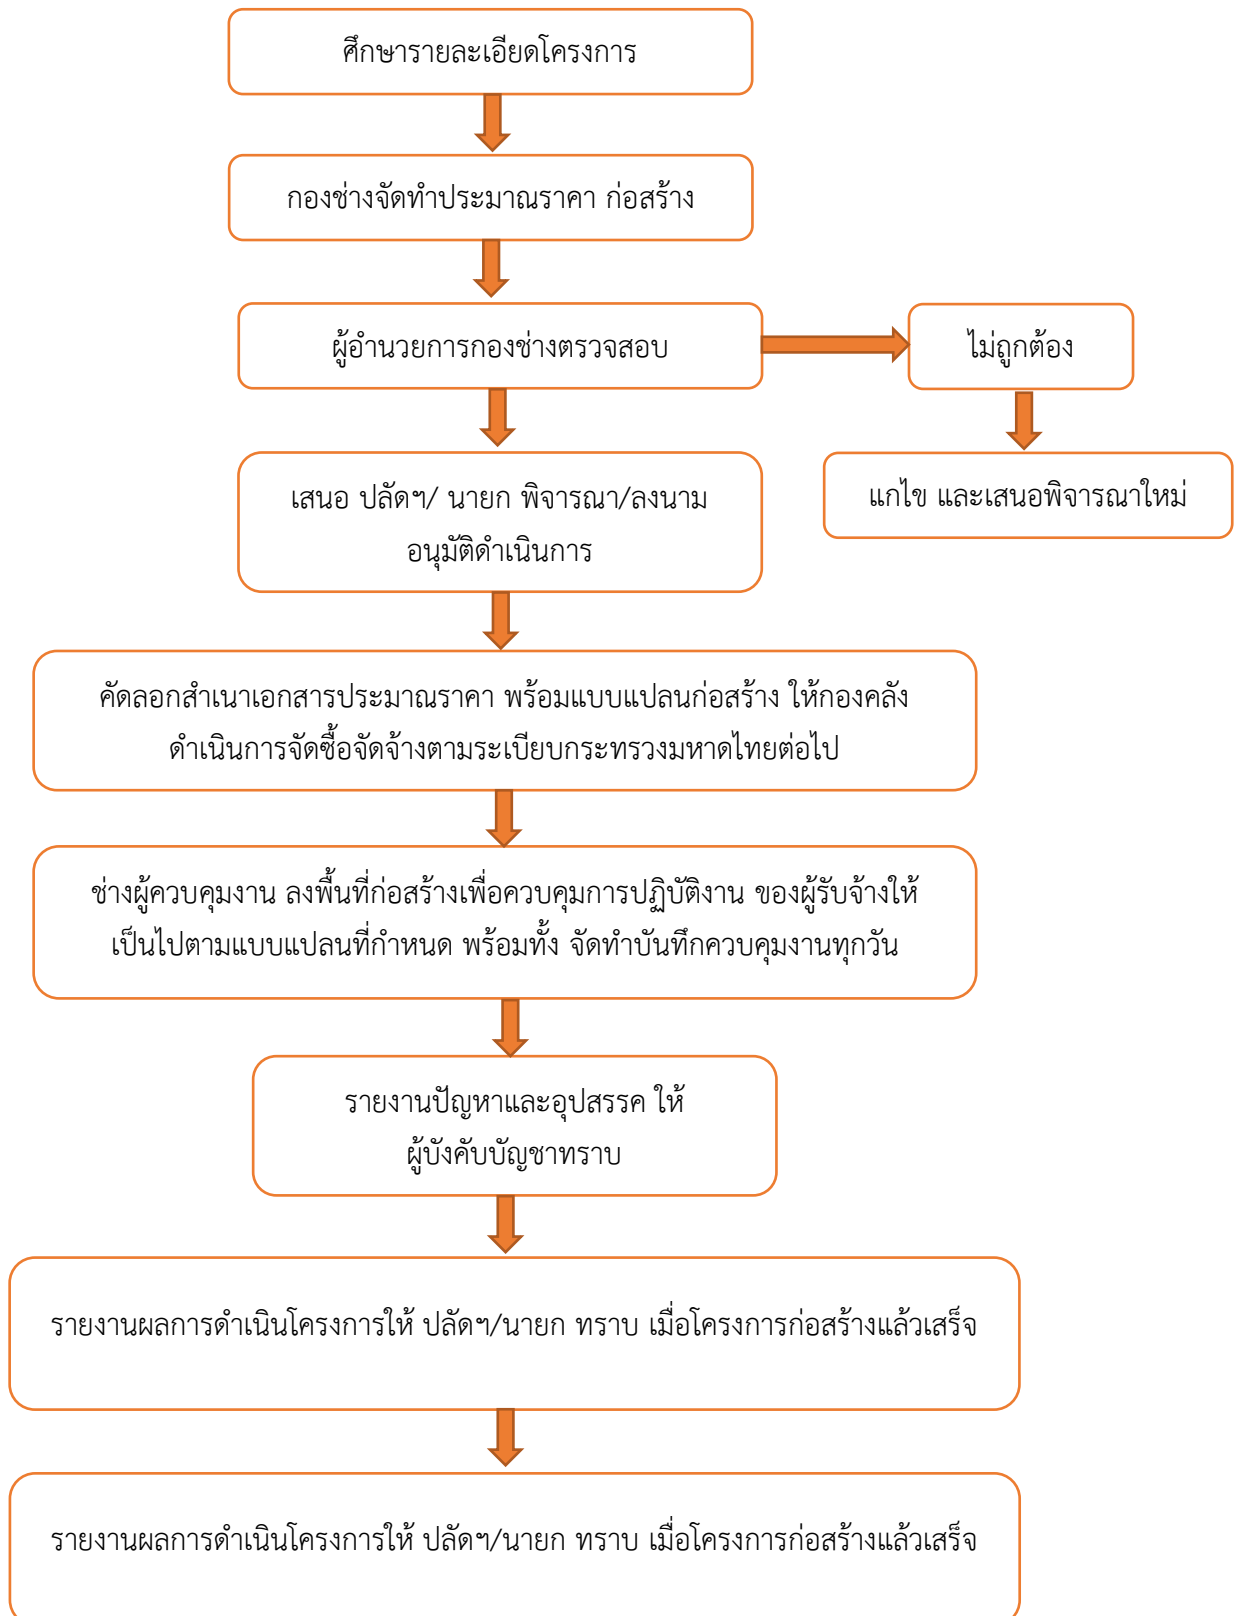 ศึกษารายละเอียดโครงการ
กองช่างจัดทำประมาณราคา ก่อสร้าง
ผู้อำนวยการกองช่างตรวจสอบ
ไม่ถูกต้อง
เสนอ ปลัดฯ/ นายก พิจารณา/ลงนาม
อนุมัติดำเนินการ
แกไข และเสนอพิจารณาใหม่
คัดลอกสำเนาเอกสารประมาณราคา พร้อมแบบแปลนก่อสร้าง ให้กองคลัง
ดำเนินการจัดซื้อจัดจ้างตามระเบียบกระทรวงมหาดไทยต่อไป
ช่างผู้ควบคุมงาน ลงพื้นที่ก่อสร้างเพื่อควบคุมการปฏิบัติงาน ของผู้รับจ้างให้
เป็นไปตามแบบแปลนที่กำหนด พร้อมทั้ง จัดทำบันทึกควบคุมงานทุกวัน
รายงานปัญหาและอุปสรรค ให้
ผู้บังคับบัญชาทราบ
รายงานผลการดำเนินโครงการให้ ปลัดฯ/นายก ทราบ เมื่อโครงการก่อสร้างแล้วเสร็จ
รายงานผลการดำเนินโครงการให้ ปลัดฯ/นายก ทราบ เมื่อโครงการก่อสร้างแล้วเสร็จ